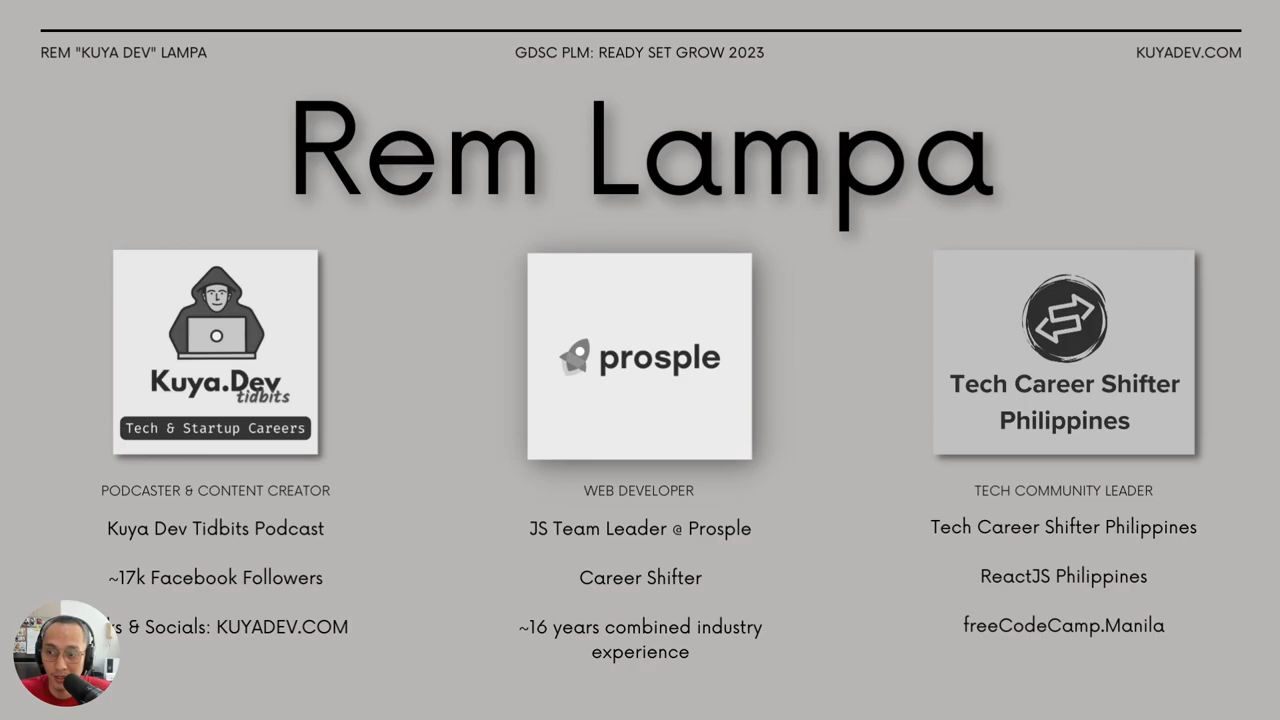 REM "KUYA DEV" LAMPA
GDSC PLM: READY SET GROW 2023
KUYADEV.COM
Rem Lampa
Kuya.Dev
tidbits
Tech & Startup Careers
PODCASTER & CONTENT CREATOR
Kuya Dev Tidbits Podcast
~17k Facebook Followers
& Socials: KUYADEV.COM
prosple
WEB DEVELOPER
JS Team Leader @ Prosple
Career Shifter
~16 years combined industry
experience
Tech Career Shifter
Philippines
TECH COMMUNITY LEADER
Tech Career Shifter Philippines
ReactJS Philippines
freeCodeCamp.Manila